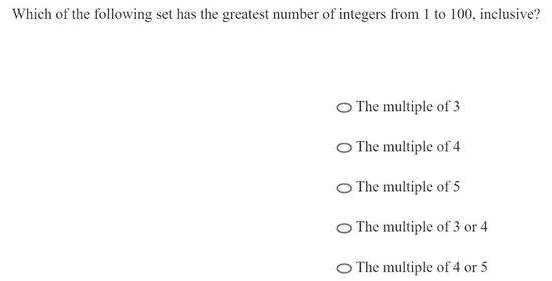 Which of the following set has the greatest number of integers from 1 to 100, inclusive?
The multiple of 3
The multiple of 4
The multiple of 5
The multiple of 3 or 4
The multiple of 4 or 5